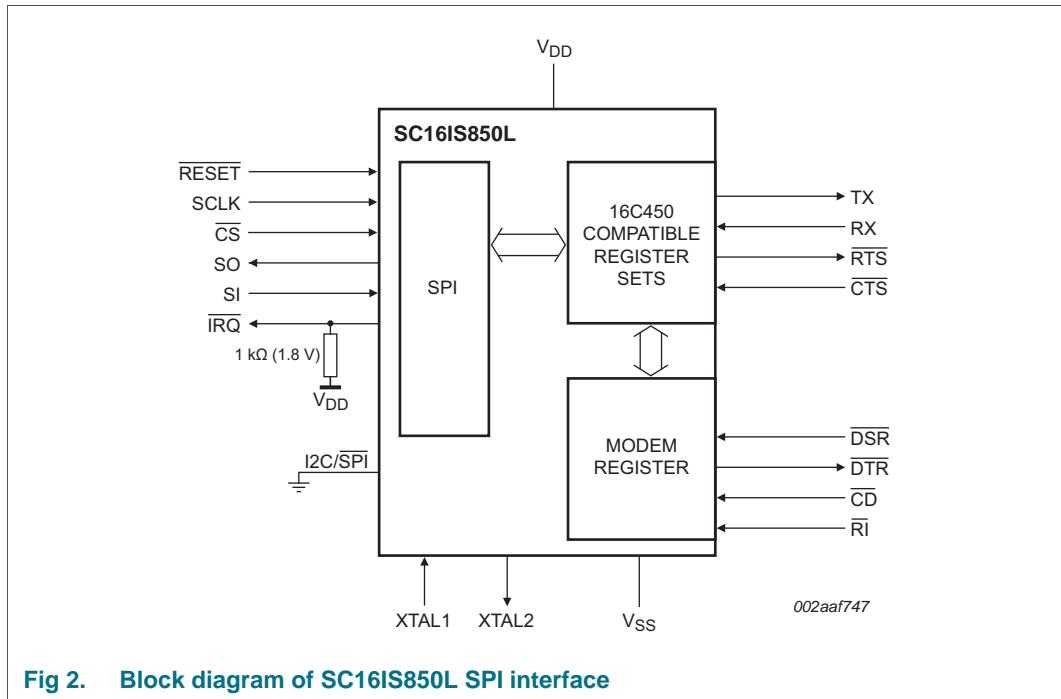 VDD
SC16IS850L
RESET
SCLK
CS
SO
SI
IRQ
1 kΩ (1.8 V)
VDD
I2C/SPI
SPI
16C450
COMPATIBLE
REGISTER
SETS
MODEM
REGISTER
TX
RX
RTS
CTS
DSR
DTR
CD
RI
XTAL1
XTAL2
VSS
002aaf747
Fig 2. Block diagram of SC16IS850L SPI interface